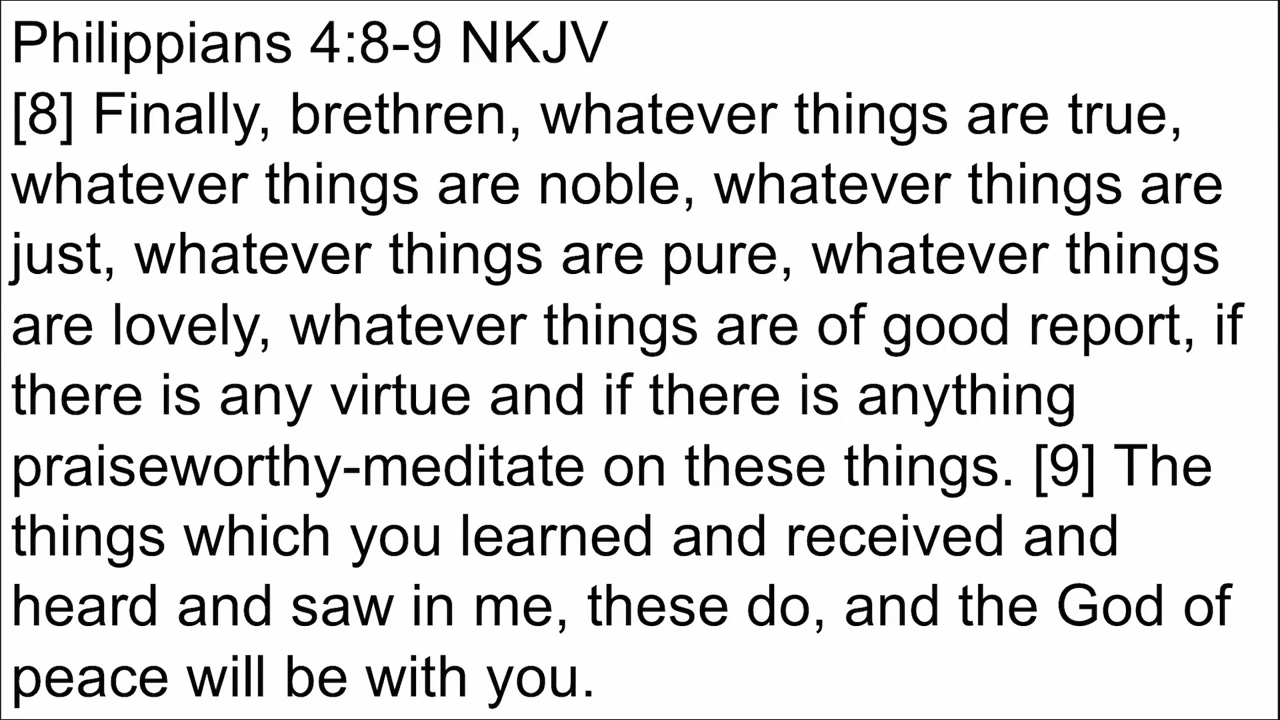 Philippians 4:8-9 NKJV
[8] Finally, brethren, whatever things are true,
whatever things are noble, whatever things are
just, whatever things are pure, whatever things
are lovely, whatever things are of good report, if
there is any virtue and if there is anything
praiseworthy-meditate on these things. [9] The
things which you learned and received and
heard and saw in me, these do, and the God of
peace will be with you.